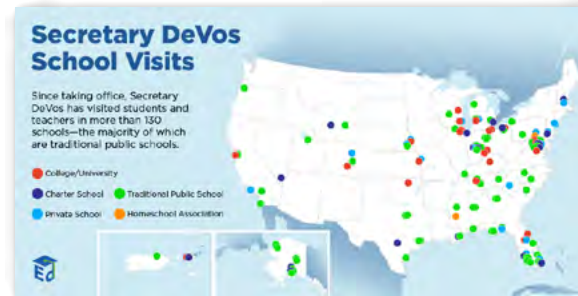 Secretary DeVos
School Visits
Since taking office, Secretary
DeVos has visited students and
teachers in more than 130
schools—the majority of which
are traditional public schools.
College/University
Charter School Traditional Public School
Private School Homeschool Association
Ed